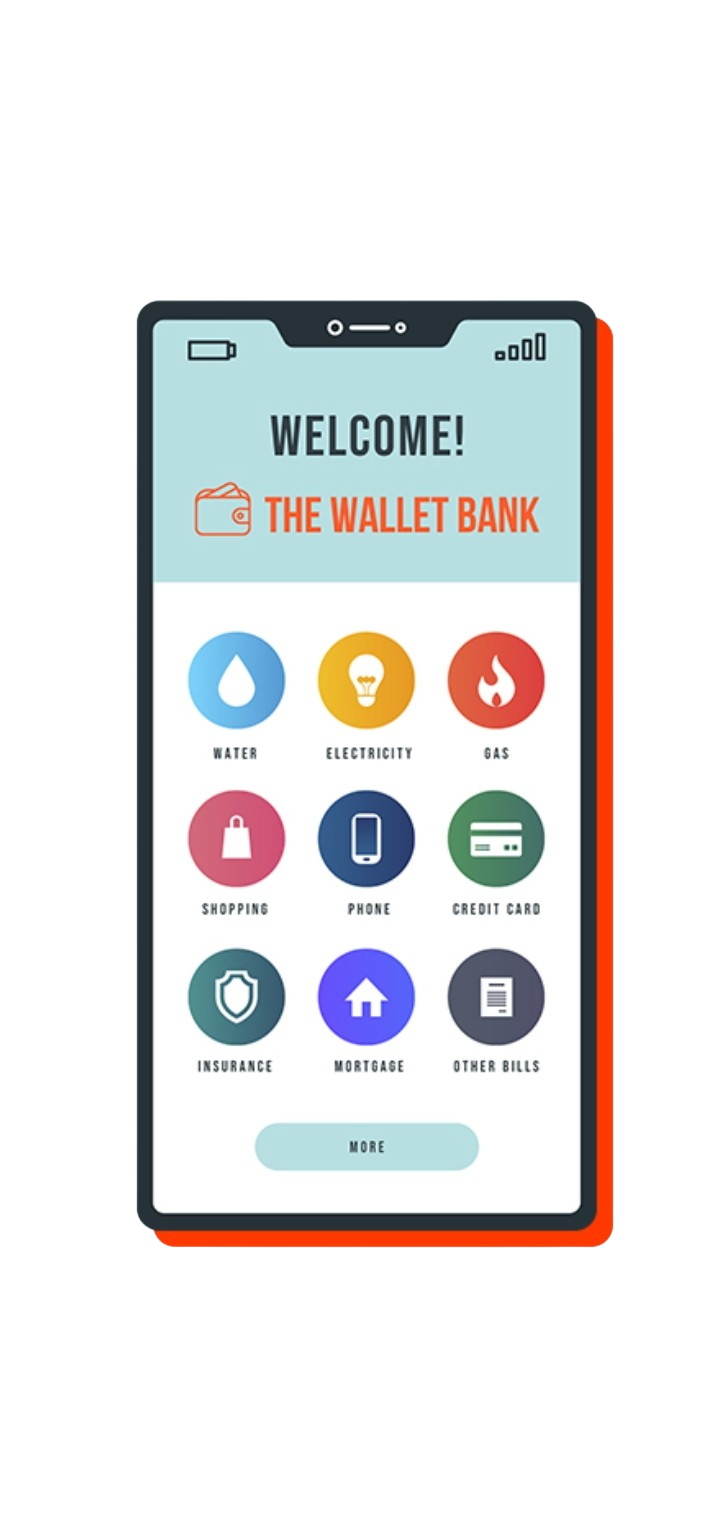 WELCOME!
THE WALLET BANK
WATER ELECTRICITY GAS
SHOPPING PHONE CREDIT CARD
INSURANCE MORTGAGE OTHER BILLS
MORE